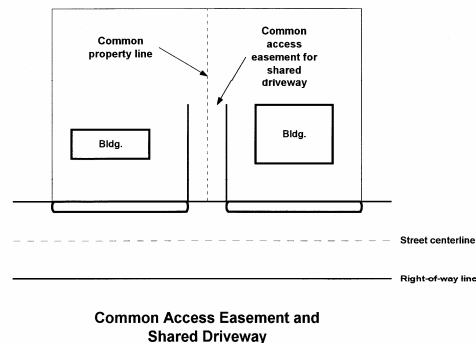 Common
property line
Common
access
easement for
shared
driveway
Bldg.
Bldg.
Street centerline
Right-of-way line
Common Access Easement and
Shared Driveway